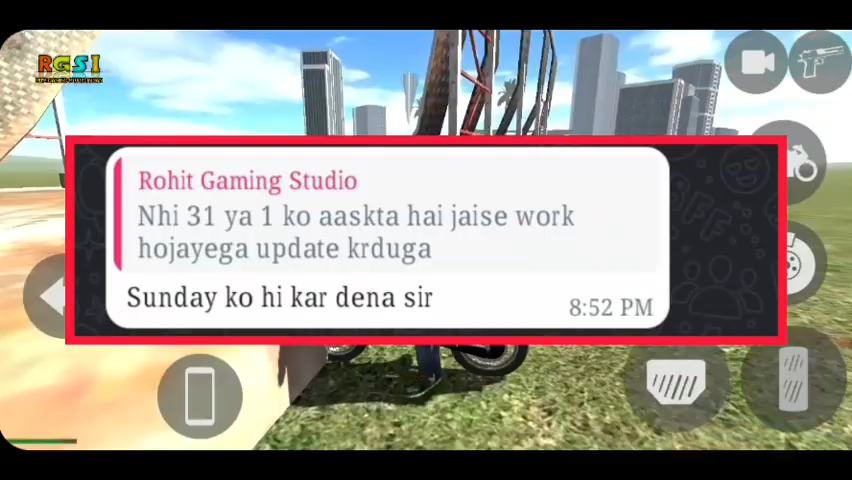 RGSI
Rohit Gaming Studio
Nhi 31 ya 1 ko aaskta hai jaise work
hojayega update krduga
Sunday ko hi kar dena sir
8:52 PM